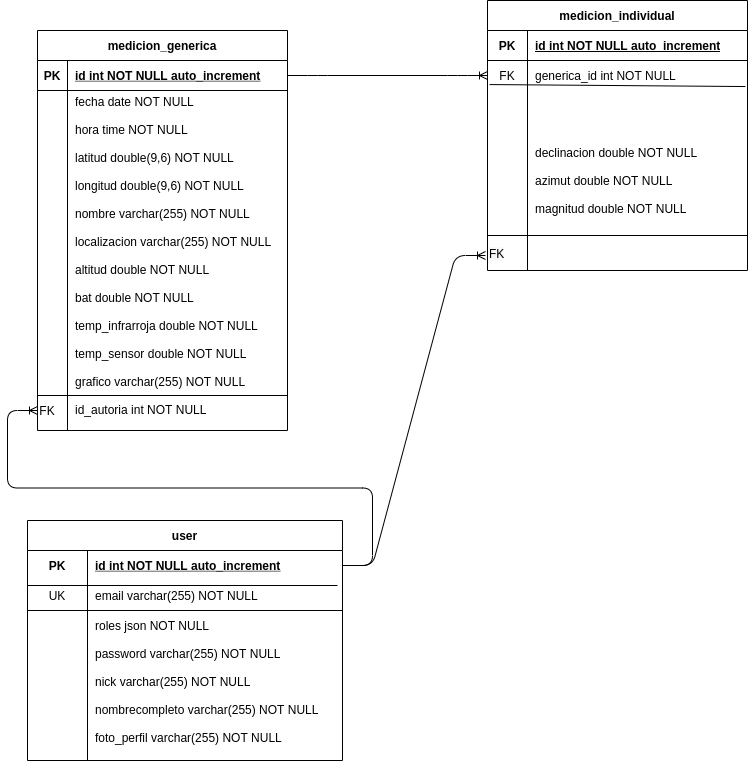 medicion_generica
PK id int NOT NULL auto_increment
fecha date NOT NULL
hora time NOT NULL
latitud double(9,6) NOT NULL
longitud double(9,6) NOT NULL
nombre varchar(255) NOT NULL
localizacion varchar(255) NOT NULL
altitud double NOT NULL
bat double NOT NULL
temp_infrarroja double NOT NULL
temp_sensor double NOT NULL
grafico varchar(255) NOT NULL
FK id_autoria int NOT NULL
medicion_individual
PK id int NOT NULL auto_increment
FK generica_id int NOT NULL
declinacion double NOT NULL
azimut double NOT NULL
magnitud double NOT NULL
FK
user
PK id int NOT NULL auto_increment
UK email varchar(255) NOT NULL
roles json NOT NULL
password varchar(255) NOT NULL
nick varchar(255) NOT NULL
nombrecompleto varchar(255) NOT NULL
foto_perfil varchar(255) NOT NULL